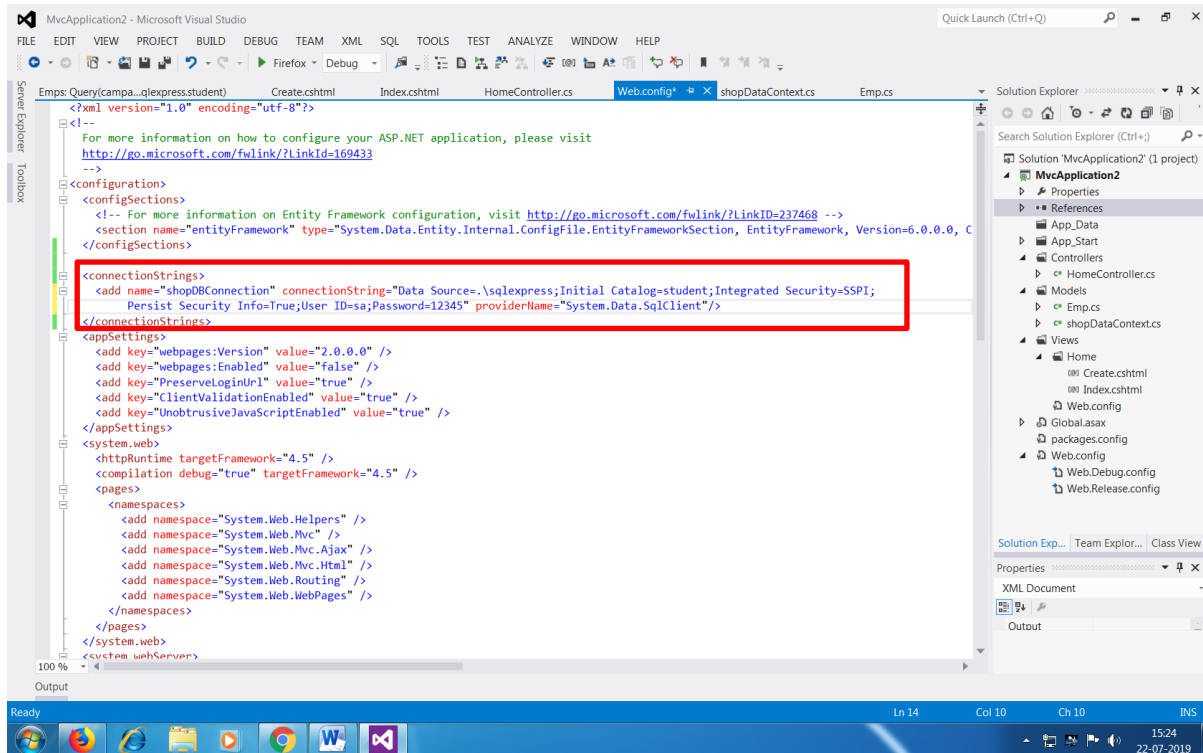 MvcApplication2 - Microsoft Visual Studio
Quick Launch (Ctrl+Q)
FILE EDIT VIEW PROJECT BUILD DEBUG TEAM XML SQL TOOLS TEST ANALYZE WINDOW HELP
Firefox Debug
Server Explorer
Toolbox
Emps: Query(campa...qlexpress.student) Create.cshtml Index.cshtml HomeController.cs Web.config* shopDataContext.cs Emp.cs
<?xml version="1.0" encoding="utf-8"?>
<!--
For more information on how to configure your ASP.NET application, please visit
http://go.microsoft.com/fwlink/?LinkId=169433
-->
<configuration>
<configSections>
<!-- For more information on Entity Framework configuration, visit http://go.microsoft.com/fwlink/?LinkID=237468 -->
<section name="entityFramework" type="System.Data.Entity.Internal.ConfigFile.EntityFrameworkSection, EntityFramework, Version=6.0.0.0, C
</configSections>
<connectionStrings>
<add name="shopDBConnection" connectionString="Data Source=.\sqlexpress;Initial Catalog=student;Integrated Security=SSPI;
Persist Security Info=True;User ID=sa;Password=12345" providerName="System.Data.SqlClient"/>
</connectionStrings>
<appSettings>
<add key="webpages:Version" value="2.0.0.0" />
<add key="webpages:Enabled" value="false" />
<add key="PreserveLoginUrl" value="true" />
<add key="ClientValidationEnabled" value="true" />
<add key="UnobtrusiveJavaScriptEnabled" value="true" />
</appSettings>
<system.web>
<httpRuntime targetFramework="4.5" />
<compilation debug="true" targetFramework="4.5" />
<pages>
<namespaces>
<add namespace="System.Web.Helpers" />
<add namespace="System.Web.Mvc" />
<add namespace="System.Web.Mvc.Ajax" />
<add namespace="System.Web.Mvc.Html" />
<add namespace="System.Web.Routing" />
<add namespace="System.Web.WebPages" />
</namespaces>
</pages>
</system.web>
<system.webServer>
100 %
Output
Solution Explorer
Search Solution Explorer (Ctrl+;)
Solution 'MvcApplication2' (1 project)
MvcApplication2
Properties
References
App_Data
App_Start
Controllers
HomeController.cs
Models
Emp.cs
shopDataContext.cs
Views
Home
Create.cshtml
Index.cshtml
Web.config
Global.asax
packages.config
Web.config
Web.Debug.config
Web.Release.config
Solution Exp... Team Explor... Class View
Properties
XML Document
Output
Ready Ln 14 Col 10 Ch 10 INS
15:24
22-07-2019